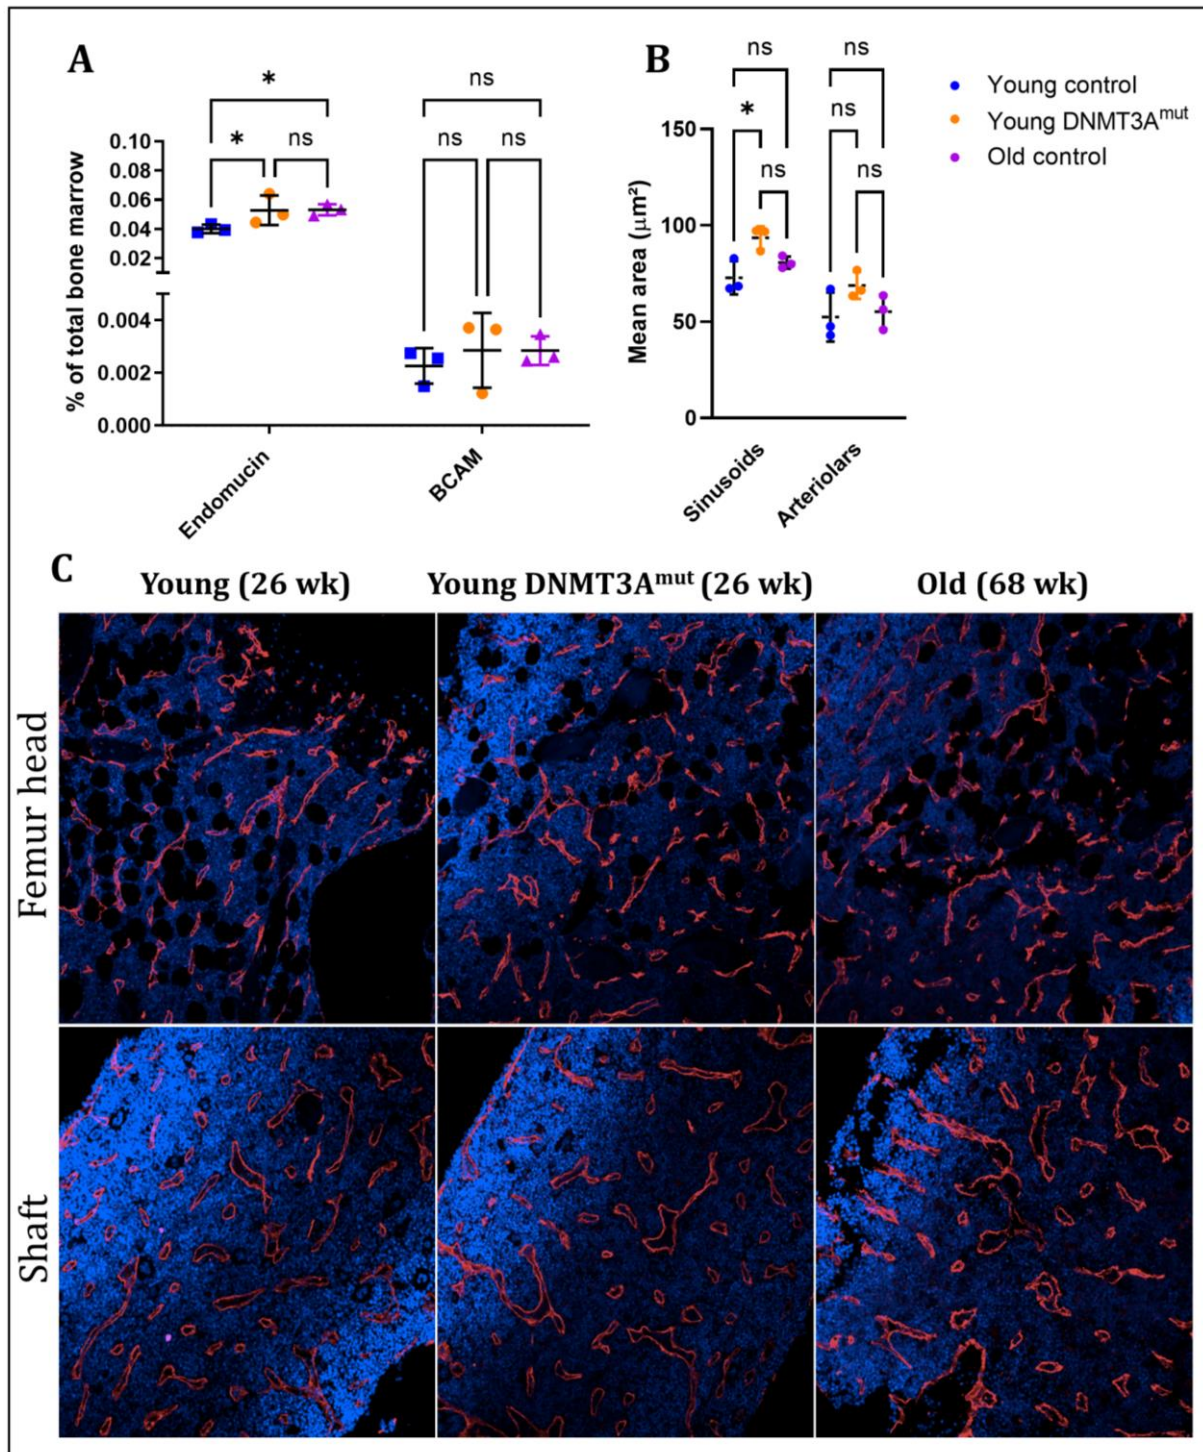 A
*
*
ns
ns
ns
ns
% of total bone marrow
0.10
0.08
0.06
0.04
0.02
0.004
0.002
0.000
Endomucin
BCAM
B
ns
ns
*
ns
ns
ns
Mean area (μm²)
150
100
50
0
Sinusoids
Arteriolars
Young control
Young DNMT3Amut
Old control
C
Young (26 wk)
Young DNMT3Amut (26 wk)
Old (68 wk)
Femur head
Shaft